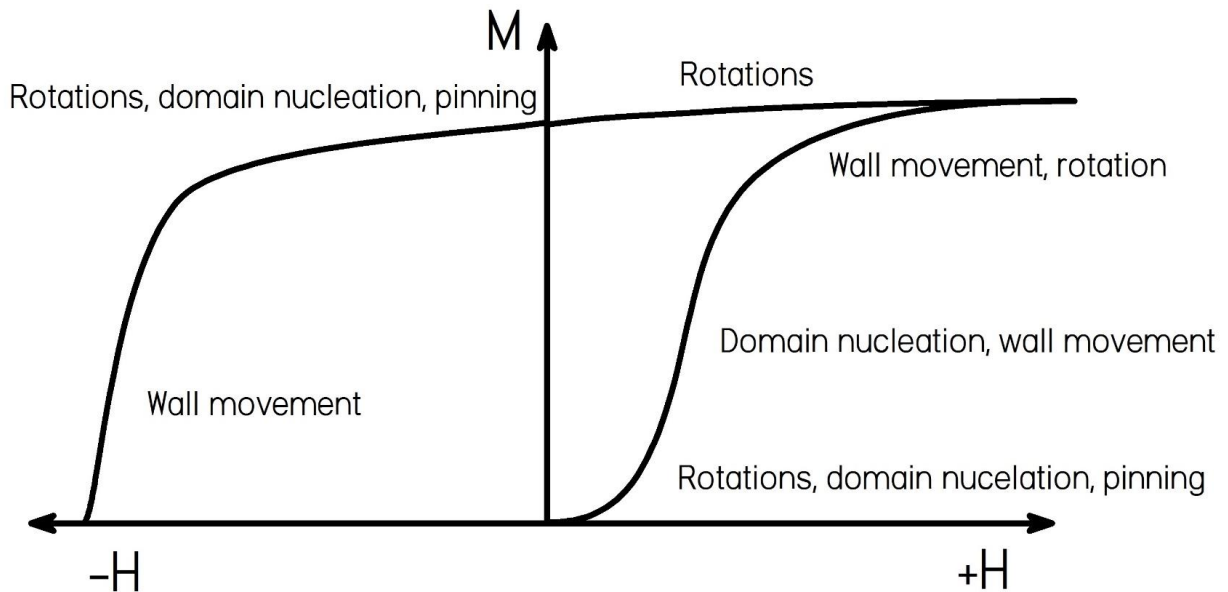 M
Rotations
Rotations, domain nucleation, pinning
Wall movement, rotation
Domain nucleation, wall movement
Wall movement
Rotations, domain nucelation, pinning
-H
+H